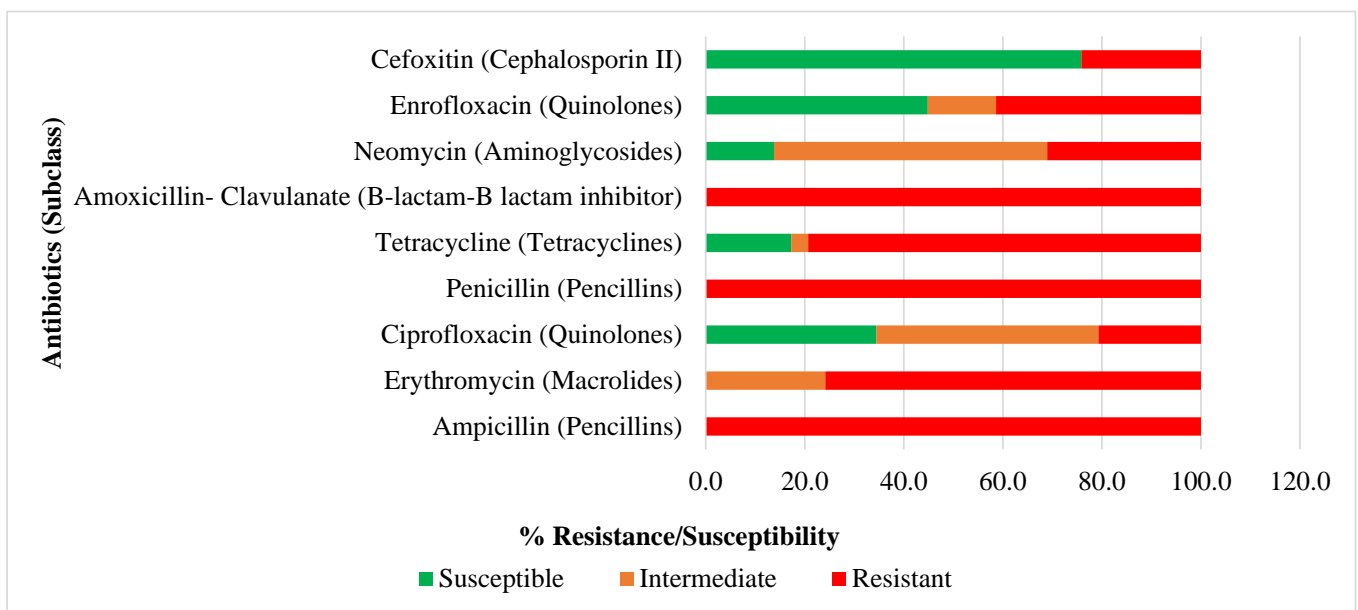 Antibiotics (Subclass)
Cefoxitin (Cephalosporin II)
Enrofloxacin (Quinolones)
Neomycin (Aminoglycosides)
Amoxicillin- Clavulanate (B-lactam-B lactam inhibitor)
Tetracycline (Tetracyclines)
Penicillin (Pencillins)
Ciprofloxacin (Quinolones)
Erythromycin (Macrolides)
Ampicillin (Pencillins)
0.0 20.0 40.0 60.0 80.0 100.0 120.0
% Resistance/Susceptibility
Susceptible Intermediate Resistant